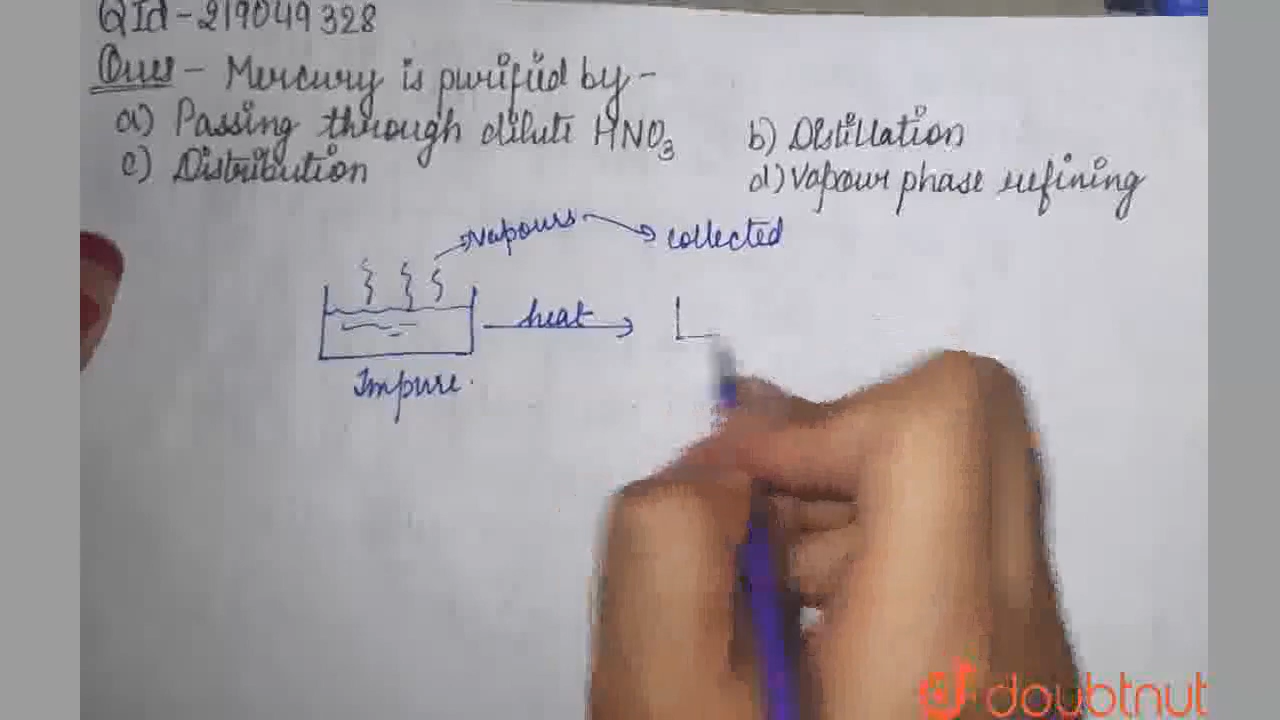 QId - 219049328
Ques - Mercury is purified by -
a) Passing through dilute HNO3 b) Distillation
c) Distribution d) Vapour phase refining
Vapours collected
heat
Impure.
doubtnut